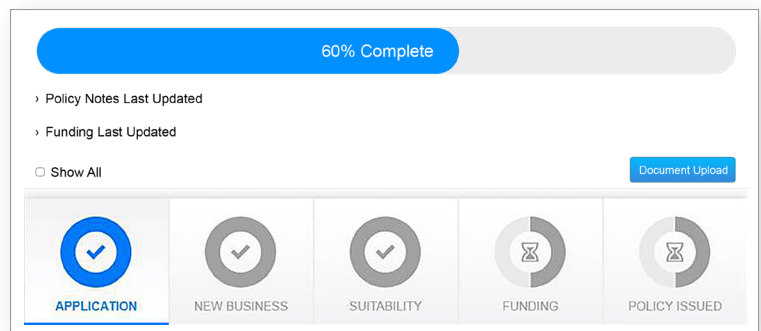 60% Complete
› Policy Notes Last Updated
› Funding Last Updated
Show All
Document Upload
APPLICATION
NEW BUSINESS
SUITABILITY
FUNDING
POLICY ISSUED